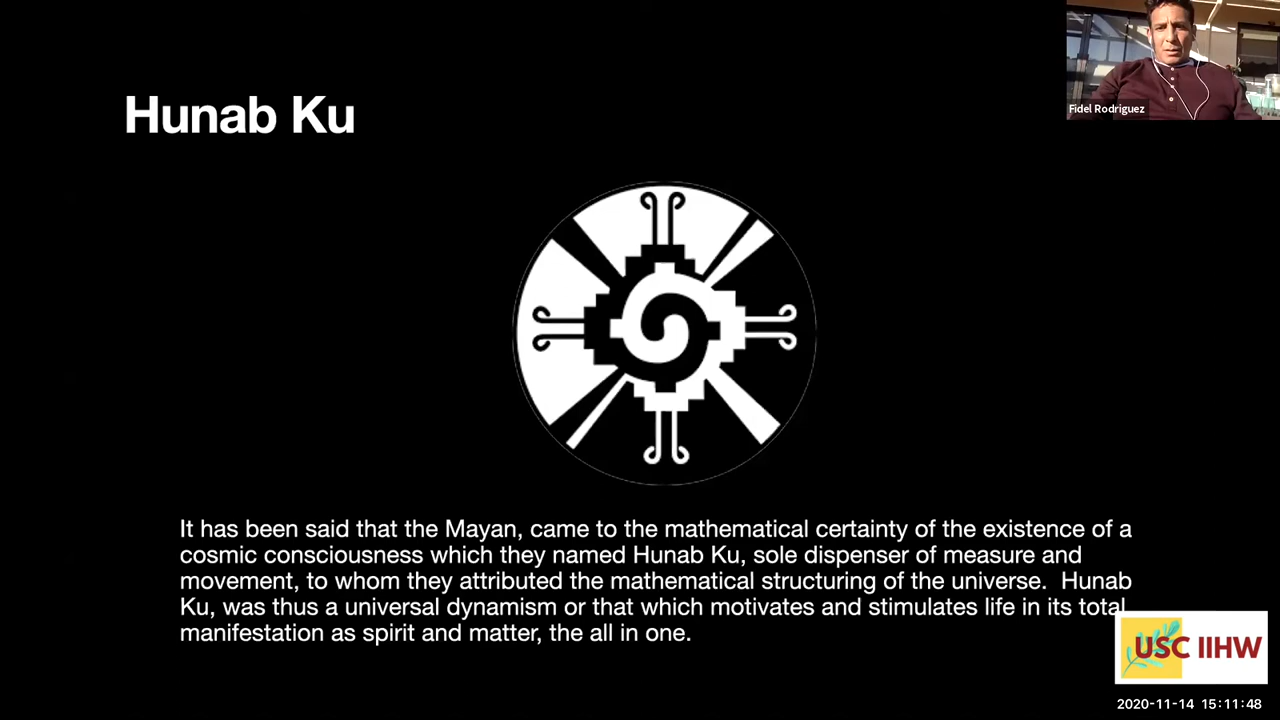 Hunab Ku
Fidel Rodriguez
It has been said that the Mayan, came to the mathematical certainty of the existence of a
cosmic consciousness which they named Hunab Ku, sole dispenser of measure and
movement, to whom they attributed the mathematical structuring of the universe.  Hunab
Ku, was thus a universal dynamism or that which motivates and stimulates life in its total
manifestation as spirit and matter, the all in one.
USC IIHW
2020-11-14 15:11:48